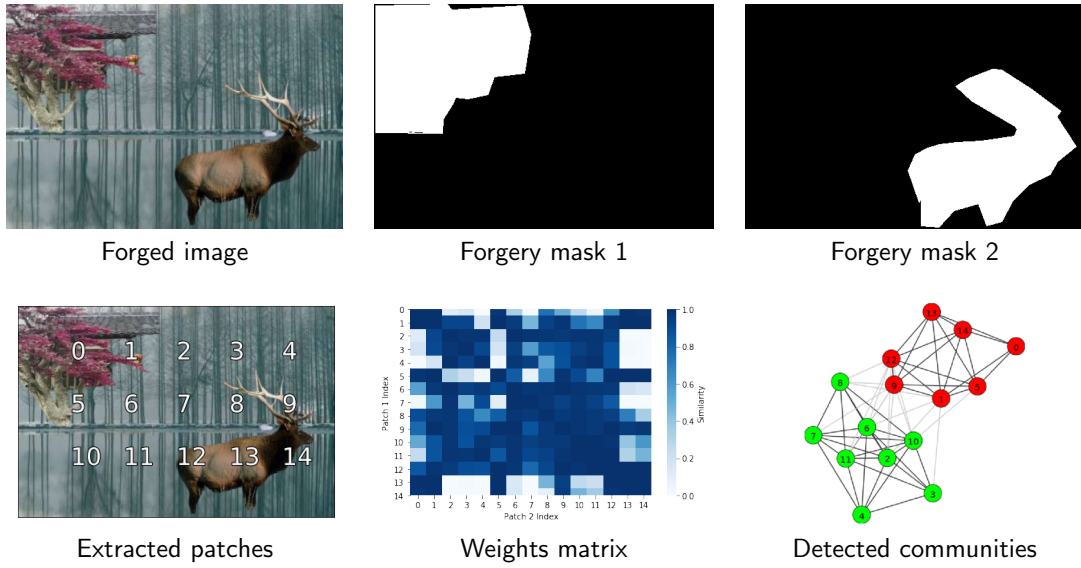 Forged image
Forgery mask 1
Forgery mask 2
0 1 2 3 4
5 6 7 8 9
10 11 12 13 14
Extracted patches
Patch 1 Index
0
1
2
3
4
5
6
7
8
9
10
11
12
13
14
0 1 2 3 4 5 6 7 8 9 10 11 12 13 14
Patch 2 Index
1.0
0.8
0.6
0.4
0.2
0.0
Similarity
Weights matrix
13
14
0
12
9
5
1
8
6
7
10
11
2
3
4
Detected communities